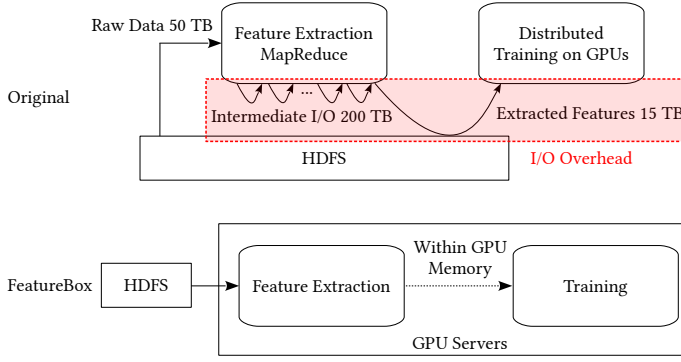 Raw Data 50 TB
Feature Extraction
MapReduce
Distributed
Training on GPUs
Original
...
Intermediate I/O 200 TB
Extracted Features 15 TB
HDFS
I/O Overhead
FeatureBox
HDFS
Feature Extraction
Within GPU
Memory
Training
GPU Servers